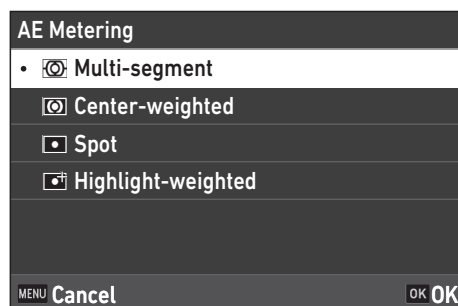 AE Metering
• Multi-segment
Center-weighted
Spot
Highlight-weighted
MENU Cancel OK OK